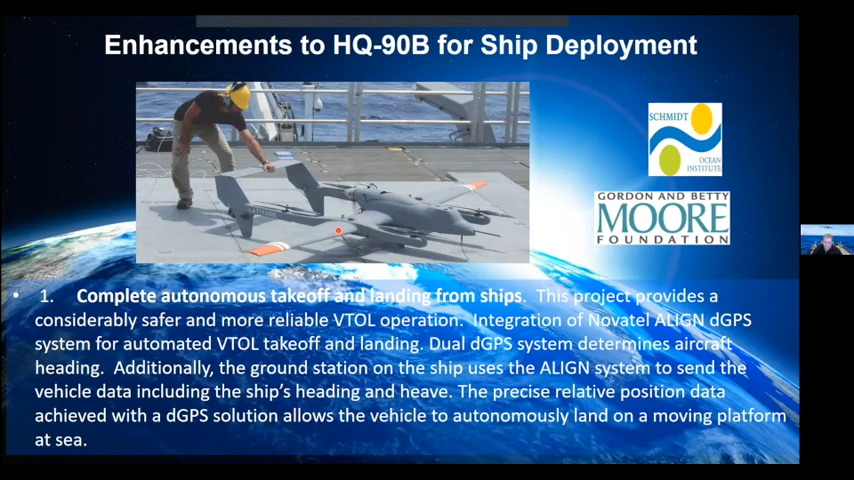 Enhancements to HQ-90B for Ship Deployment
SCHMIDT
OCEAN
INSTITUTE
GORDON AND BETTY
MOORE
FOUNDATION
• 1. Complete autonomous takeoff and landing from ships. This project provides a
considerably safer and more reliable VTOL operation. Integration of Novatel ALIGN dGPS
system for automated VTOL takeoff and landing. Dual dGPS system determines aircraft
heading. Additionally, the ground station on the ship uses the ALIGN system to send the
vehicle data including the ship's heading and heave. The precise relative position data
achieved with a dGPS solution allows the vehicle to autonomously land on a moving platform
at sea.